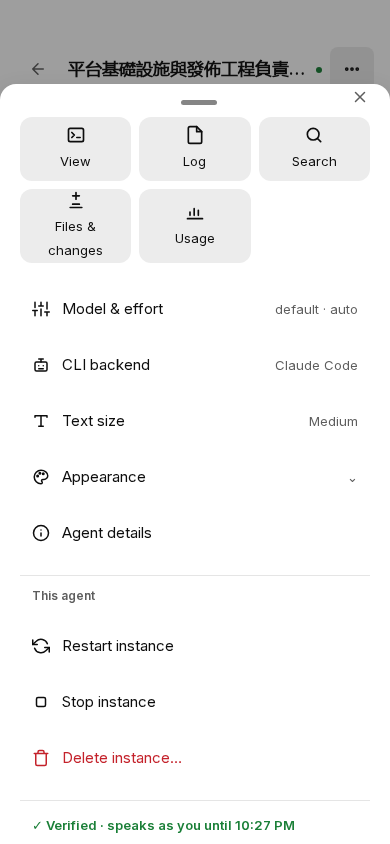 平台基礎設施與發佈工程負責…
View
Log
Search
Files &
changes
Usage
Model & effort
default · auto
CLI backend
Claude Code
Text size
Medium
Appearance
Agent details
This agent
Restart instance
Stop instance
Delete instance...
✓ Verified · speaks as you until 10:27 PM